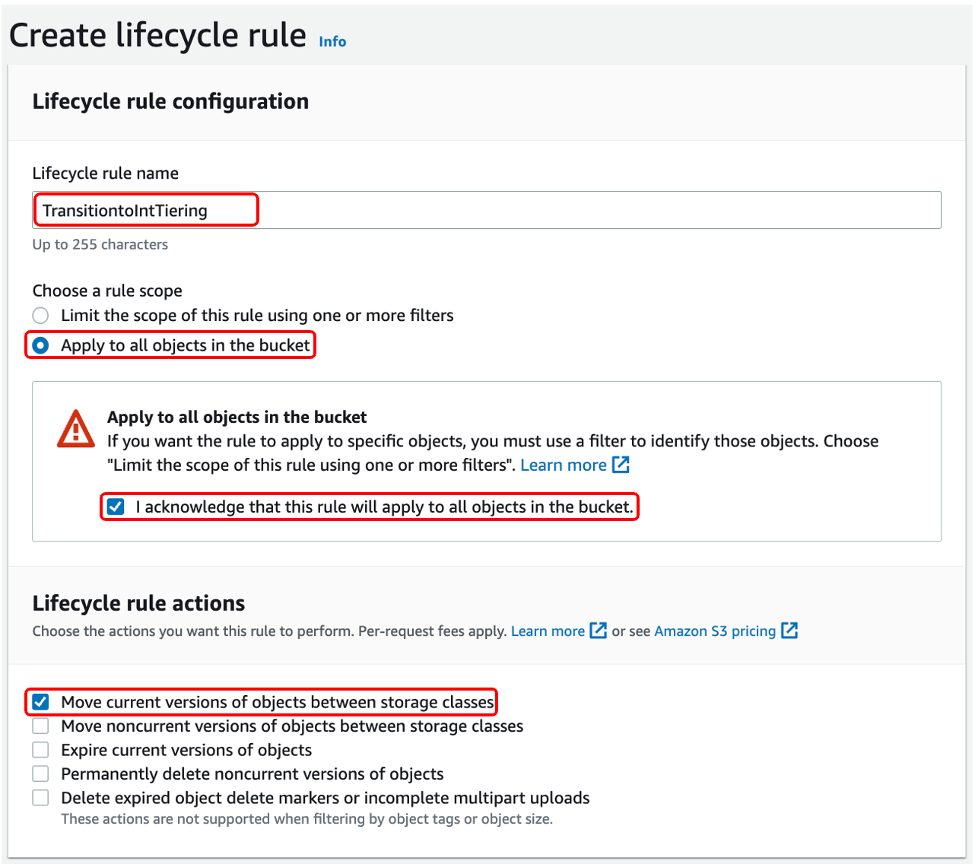 Create lifecycle rule Info
Lifecycle rule configuration
Lifecycle rule name
TransitiontoIntTiering
Up to 255 characters
Choose a rule scope
Limit the scope of this rule using one or more filters
Apply to all objects in the bucket
Apply to all objects in the bucket
If you want the rule to apply to specific objects, you must use a filter to identify those objects. Choose
"Limit the scope of this rule using one or more filters". Learn more
I acknowledge that this rule will apply to all objects in the bucket.
Lifecycle rule actions
Choose the actions you want this rule to perform. Per-request fees apply. Learn more or see Amazon S3 pricing
Move current versions of objects between storage classes
Move noncurrent versions of objects between storage classes
Expire current versions of objects
Permanently delete noncurrent versions of objects
Delete expired object delete markers or incomplete multipart uploads
These actions are not supported when filtering by object tags or object size.